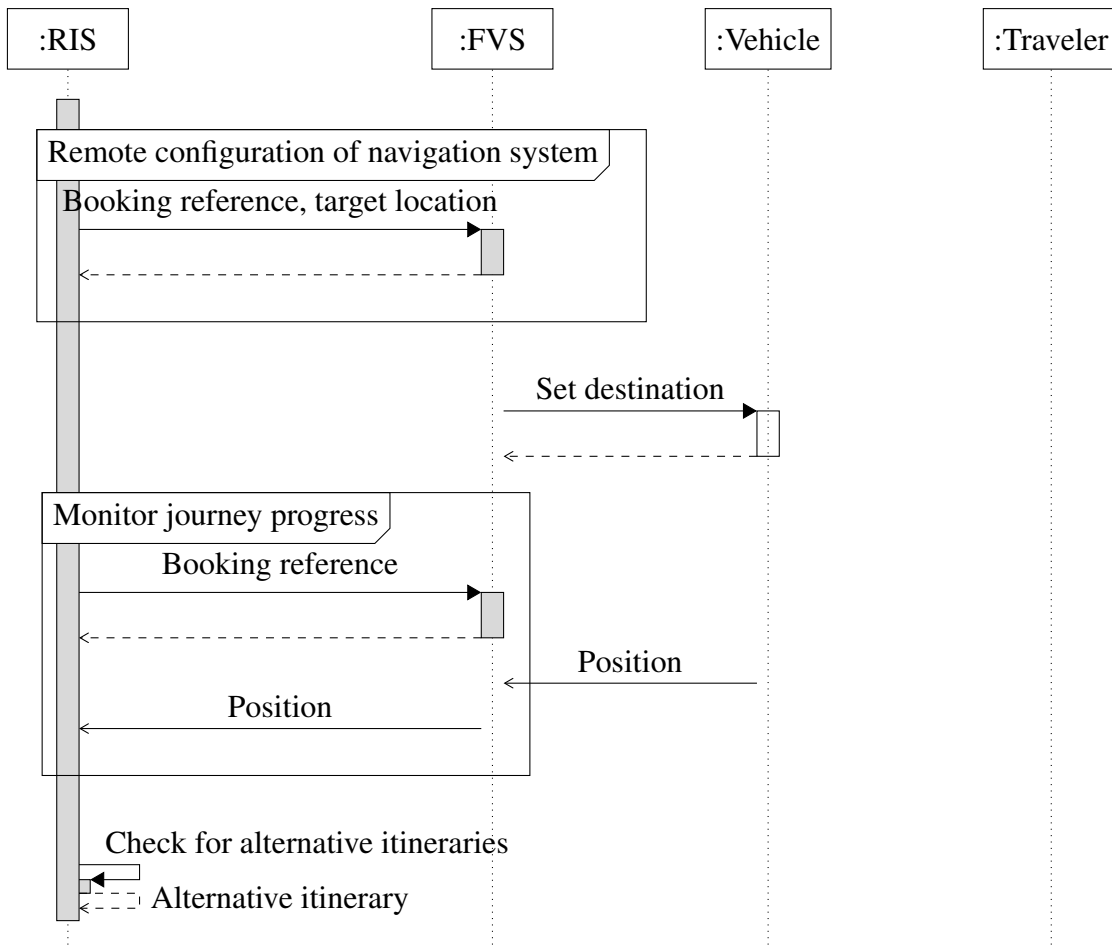 :RIS
:FVS
:Vehicle
:Traveler
Remote configuration of navigation system
Booking reference, target location
Set destination
Monitor journey progress
Booking reference
Position
Position
Check for alternative itineraries
Alternative itinerary